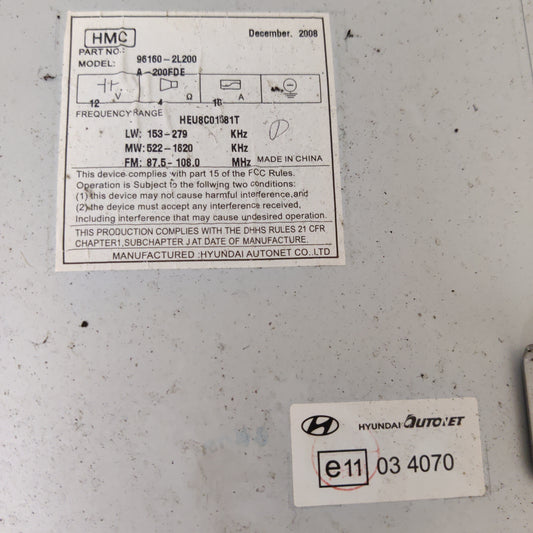 HMC December. 2008
PART NO.: 96160-2L200
MODEL: A-200FDE
12 V 4 Ω 10 A
FREQUENCY RANGE HEU8C01681T
LW: 153-279 KHz
MW: 522-1620 KHz
FM: 87.5-108.0 MHz MADE IN CHINA
This device complies with part 15 of the FCC Rules.
Operation is Subject to the follwing two conditions:
(1) this device may not cause harmful interference,and
(2) the device must accept any interference received,
Including interference that may cause undesired operation.
THIS PRODUCTION COMPLIES WITH THE DHHS RULES 21 CFR
CHAPTER1,SUBCHAPTER J AT DATE OF MANUFACTURE.
MANUFACTURED :HYUNDAI AUTONET CO.,LTD
HYUNDAI AUTONET
e11 03 4070